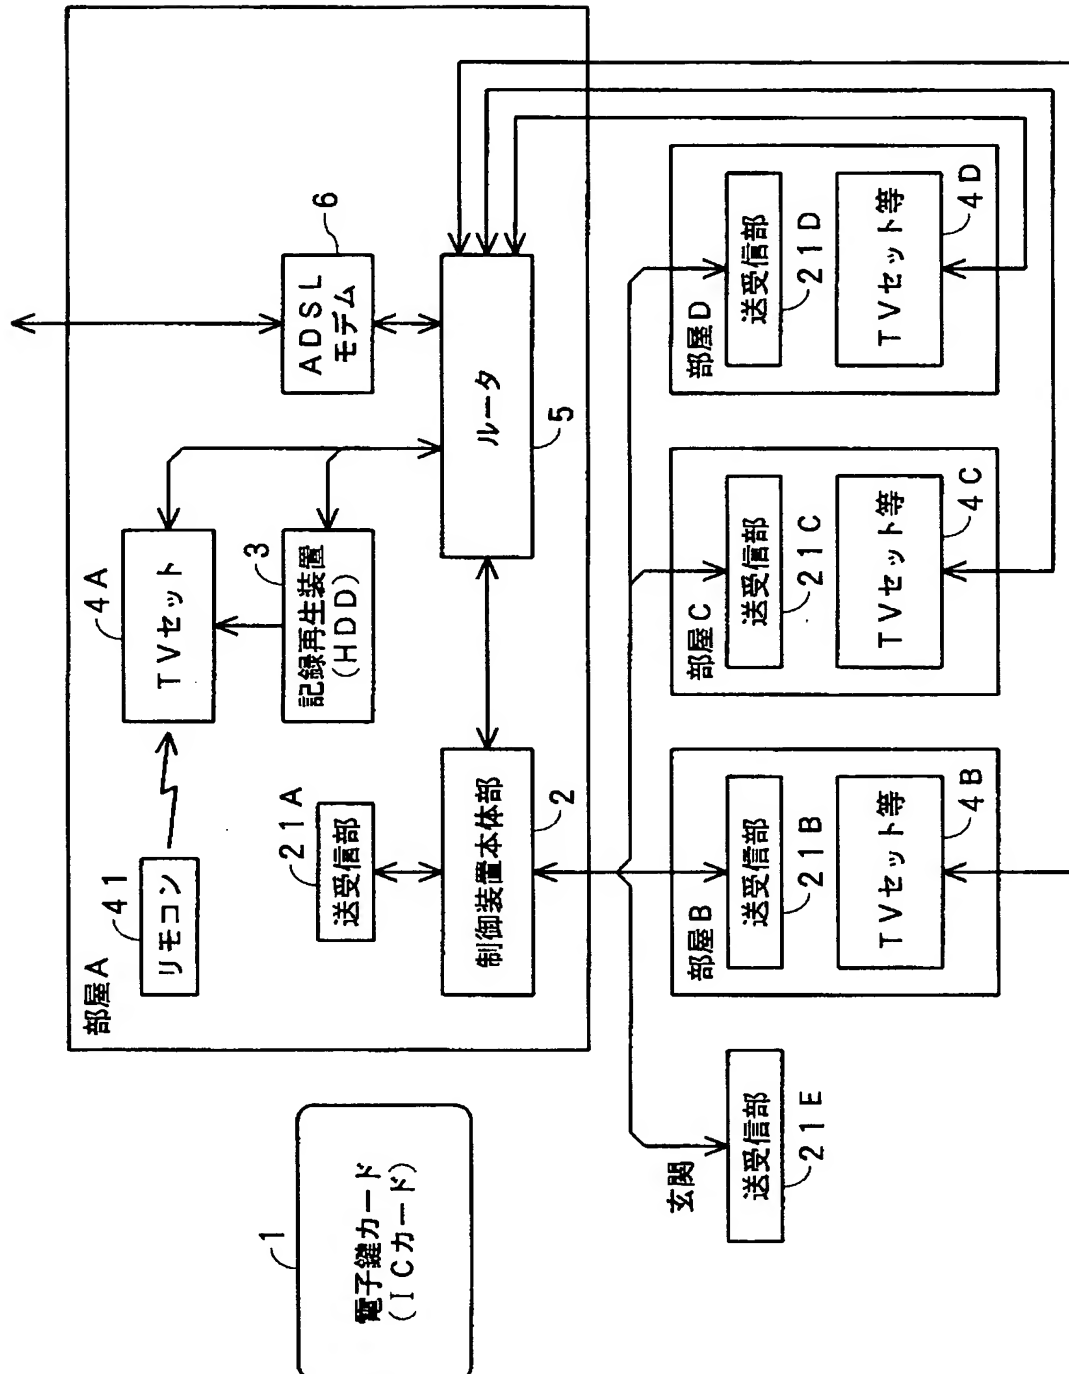 部屋A
41
リモコン
4A
TVセット
21A
送受信部
3
記録再生装置
(HDD)
6
ADSL
モデム
2
制御装置本体部
5
ルータ
1
電子鍵カード
(ICカード)
玄関
送受信部
21E
部屋B
送受信部
21B
TVセット等
4B
部屋C
送受信部
21C
TVセット等
4C
部屋D
送受信部
21D
TVセット等
4D